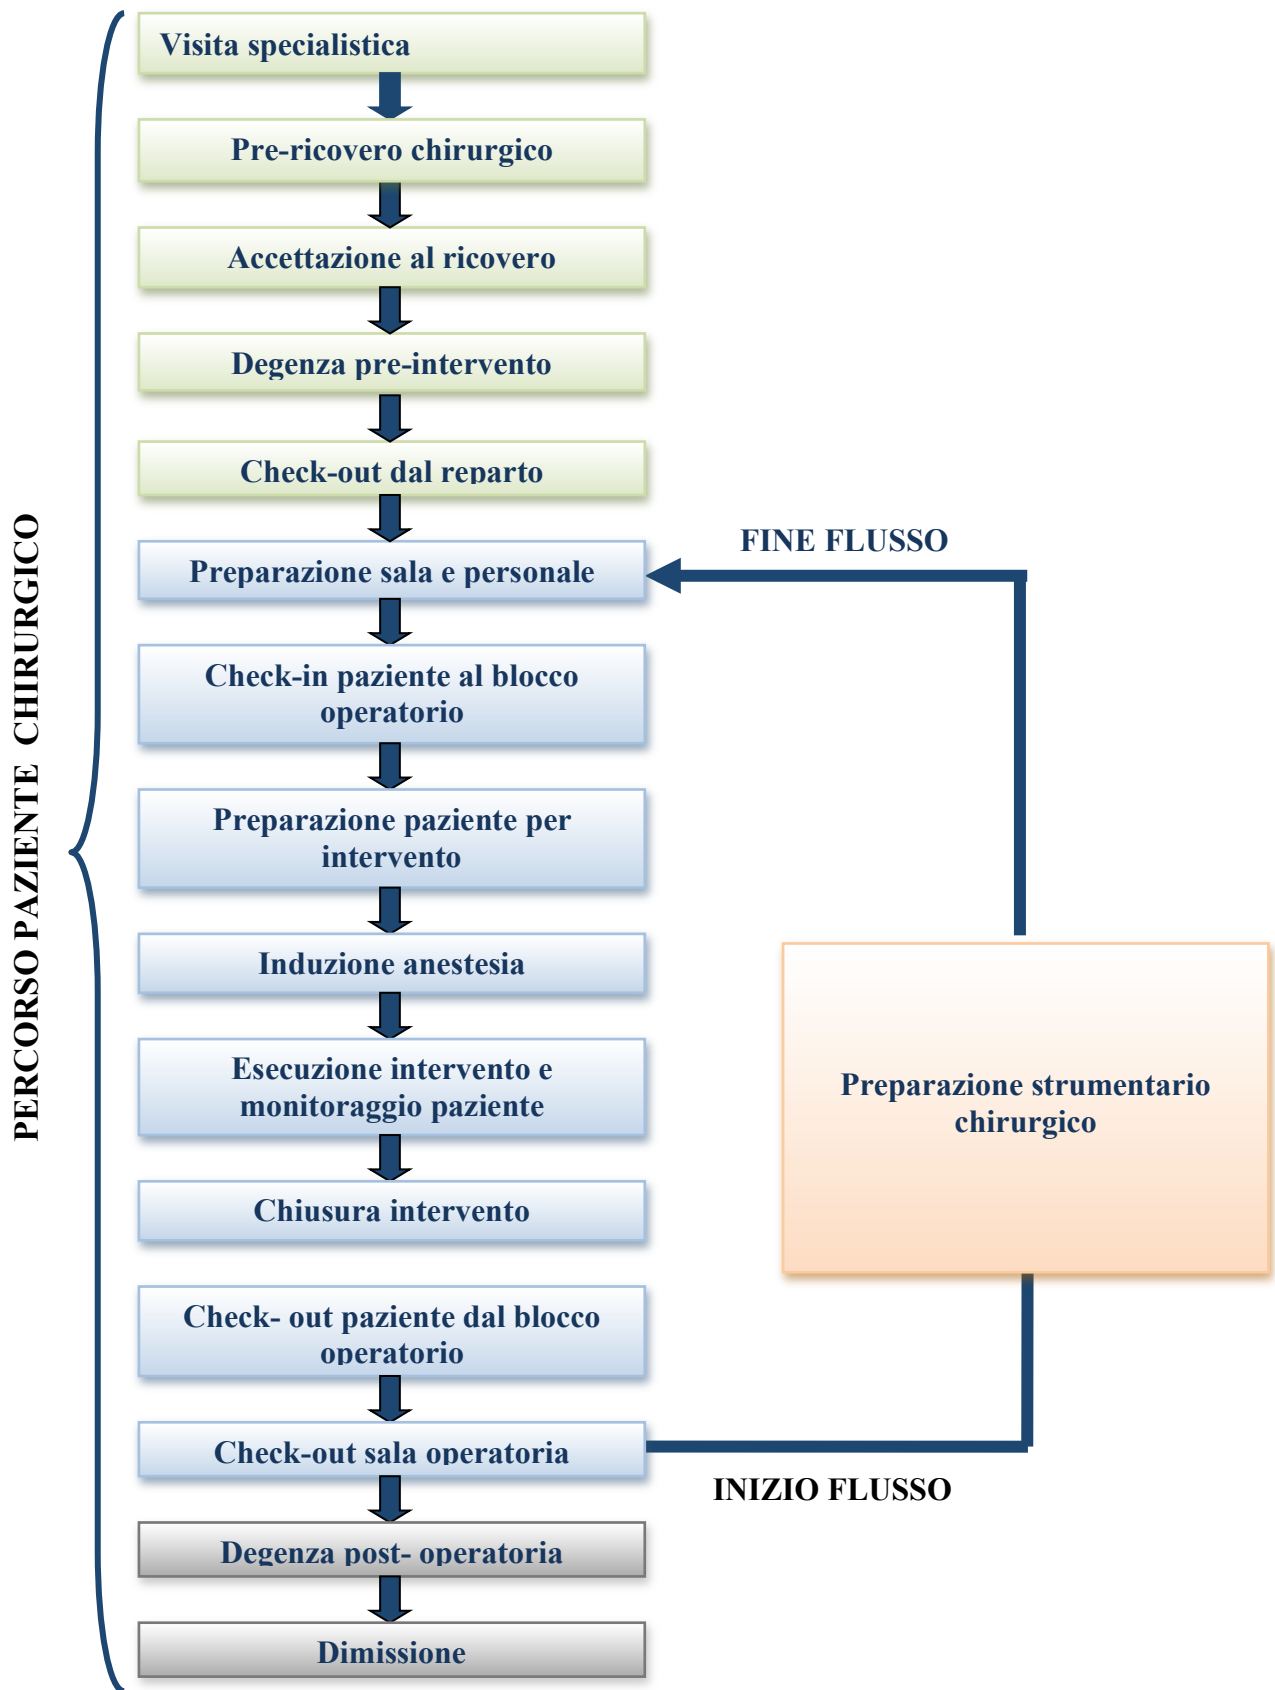 PERCORSO PAZIENTE CHIRURGICO
Visita specialistica
Pre-ricovero chirurgico
Accettazione al ricovero
Degenza pre-intervento
Check-out dal reparto
FINE FLUSSO
Preparazione sala e personale
Check-in paziente al blocco
operatorio
Preparazione paziente per
intervento
Induzione anestesia
Esecuzione intervento e
monitoraggio paziente
Preparazione strumentario
chirurgico
Chiusura intervento
Check- out paziente dal blocco
operatorio
Check-out sala operatoria
INIZIO FLUSSO
Degenza post- operatoria
Dimissione